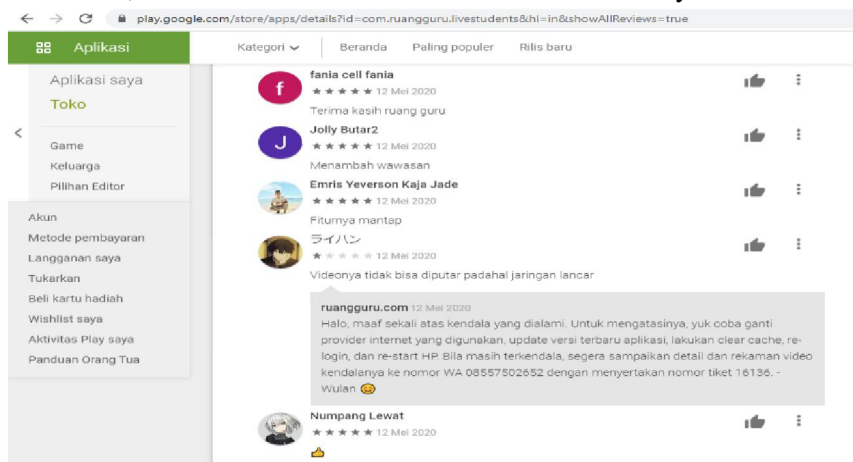 play.google.com/store/apps/details?id=com.ruangguru.livestudents&hl=in&showAllReviews=true
Aplikasi
Kategori
Beranda
Paling populer
Rilis baru
Aplikasi saya
Toko
Game
Keluarga
Pilihan Editor
Akun
Metode pembayaran
Langganan saya
Tukarkan
Beli kartu hadiah
Wishlist saya
Aktivitas Play saya
Panduan Orang Tua
f
fania cell fania
★ ★ ★ ★ ★ 12 Mei 2020
Terima kasih ruang guru
J
Jolly Butar2
★ ★ ★ ★ ★ 12 Mei 2020
Menambah wawasan
Emris Yeverson Kaja Jade
★ ★ ★ ★ ★ 12 Mei 2020
Fiturnya mantap
ライハン
★ ★ ★ ★ ★ 12 Mei 2020
Videonya tidak bisa diputar padahal jaringan lancar
ruangguru.com 12 Mei 2020
Halo, maaf sekali atas kendala yang dialami. Untuk mengatasinya, yuk coba ganti
provider internet yang digunakan, update versi terbaru aplikasi, lakukan clear cache, re-
login, dan re-start HP. Bila masih terkendala, segera sampaikan detail dan rekaman video
kendalanya ke nomor WA 08557502652 dengan menyertakan nomor tiket 16136. -
Wulan 😊
Numpang Lewat
★ ★ ★ ★ ★ 12 Mei 2020
👍